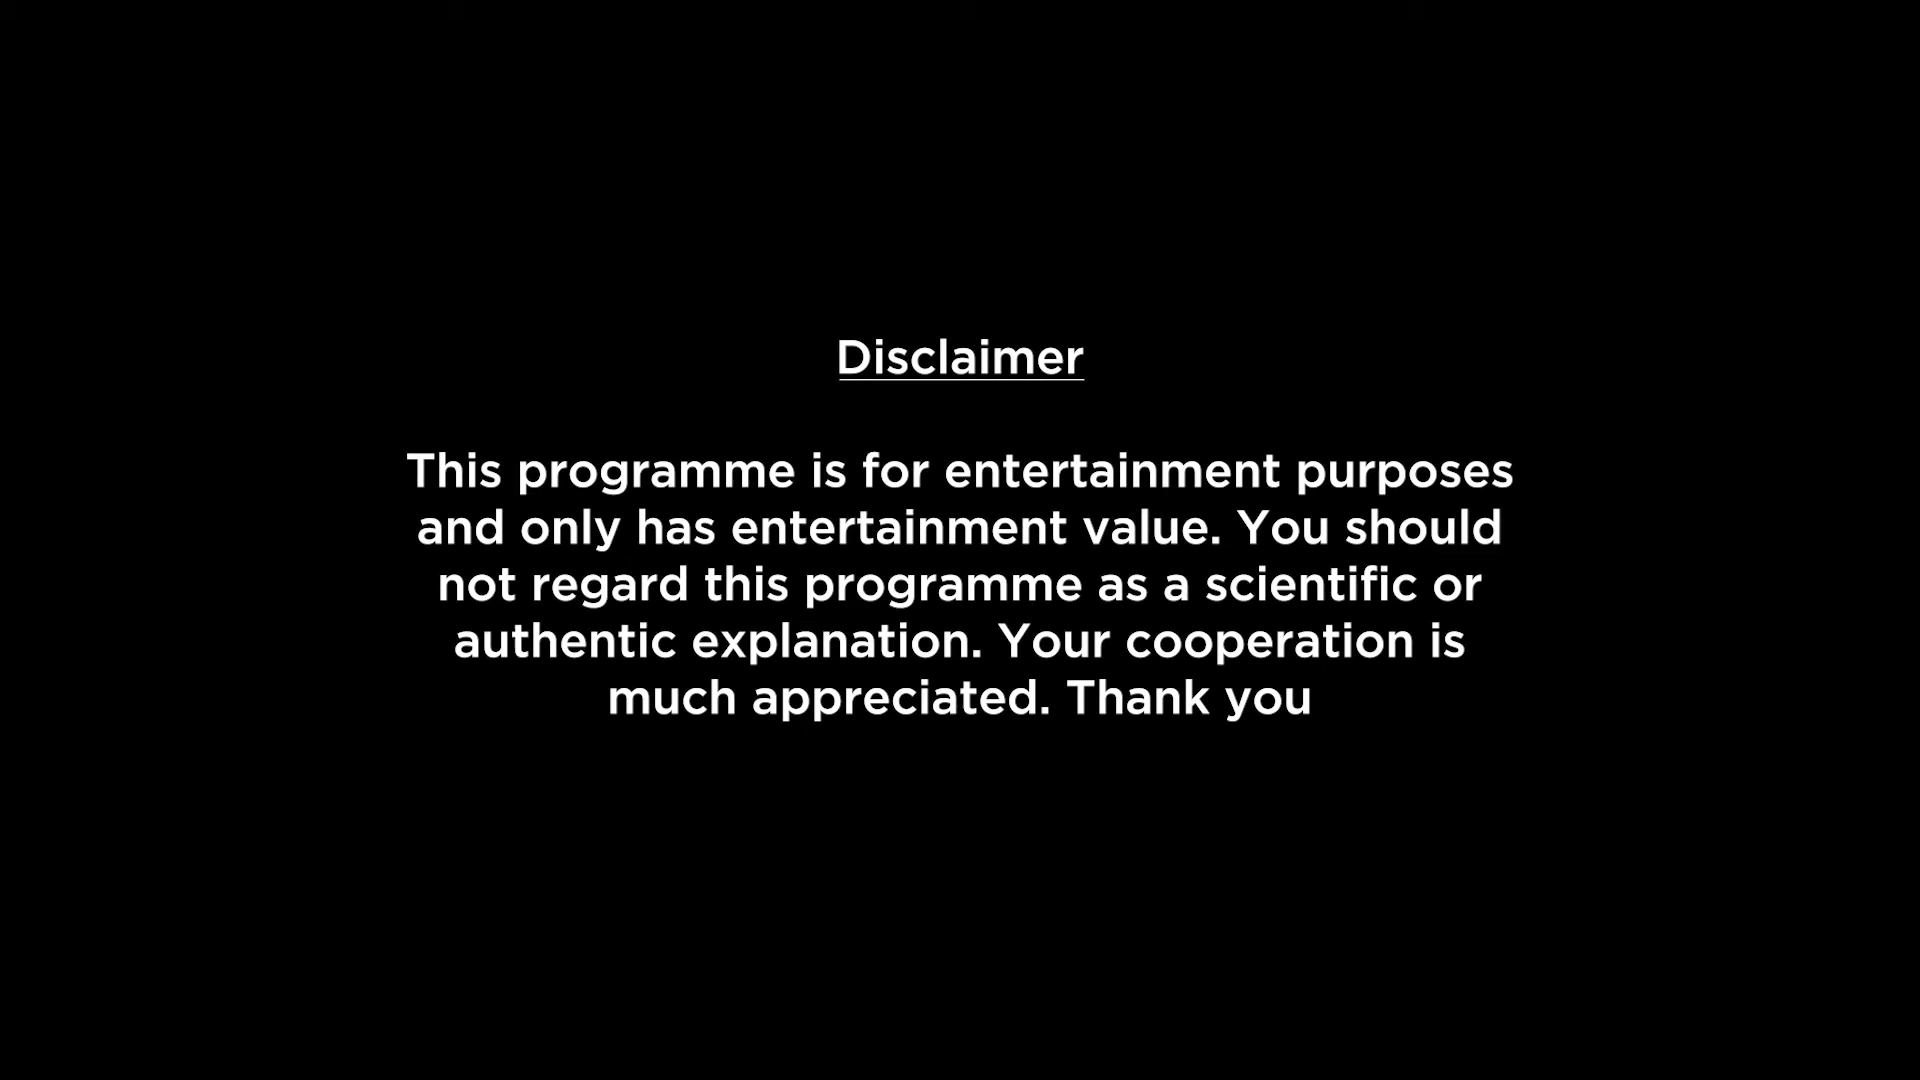 Disclaimer
This programme is for entertainment purposes
and only has entertainment value. You should
not regard this programme as a scientific or
authentic explanation. Your cooperation is
much appreciated. Thank you